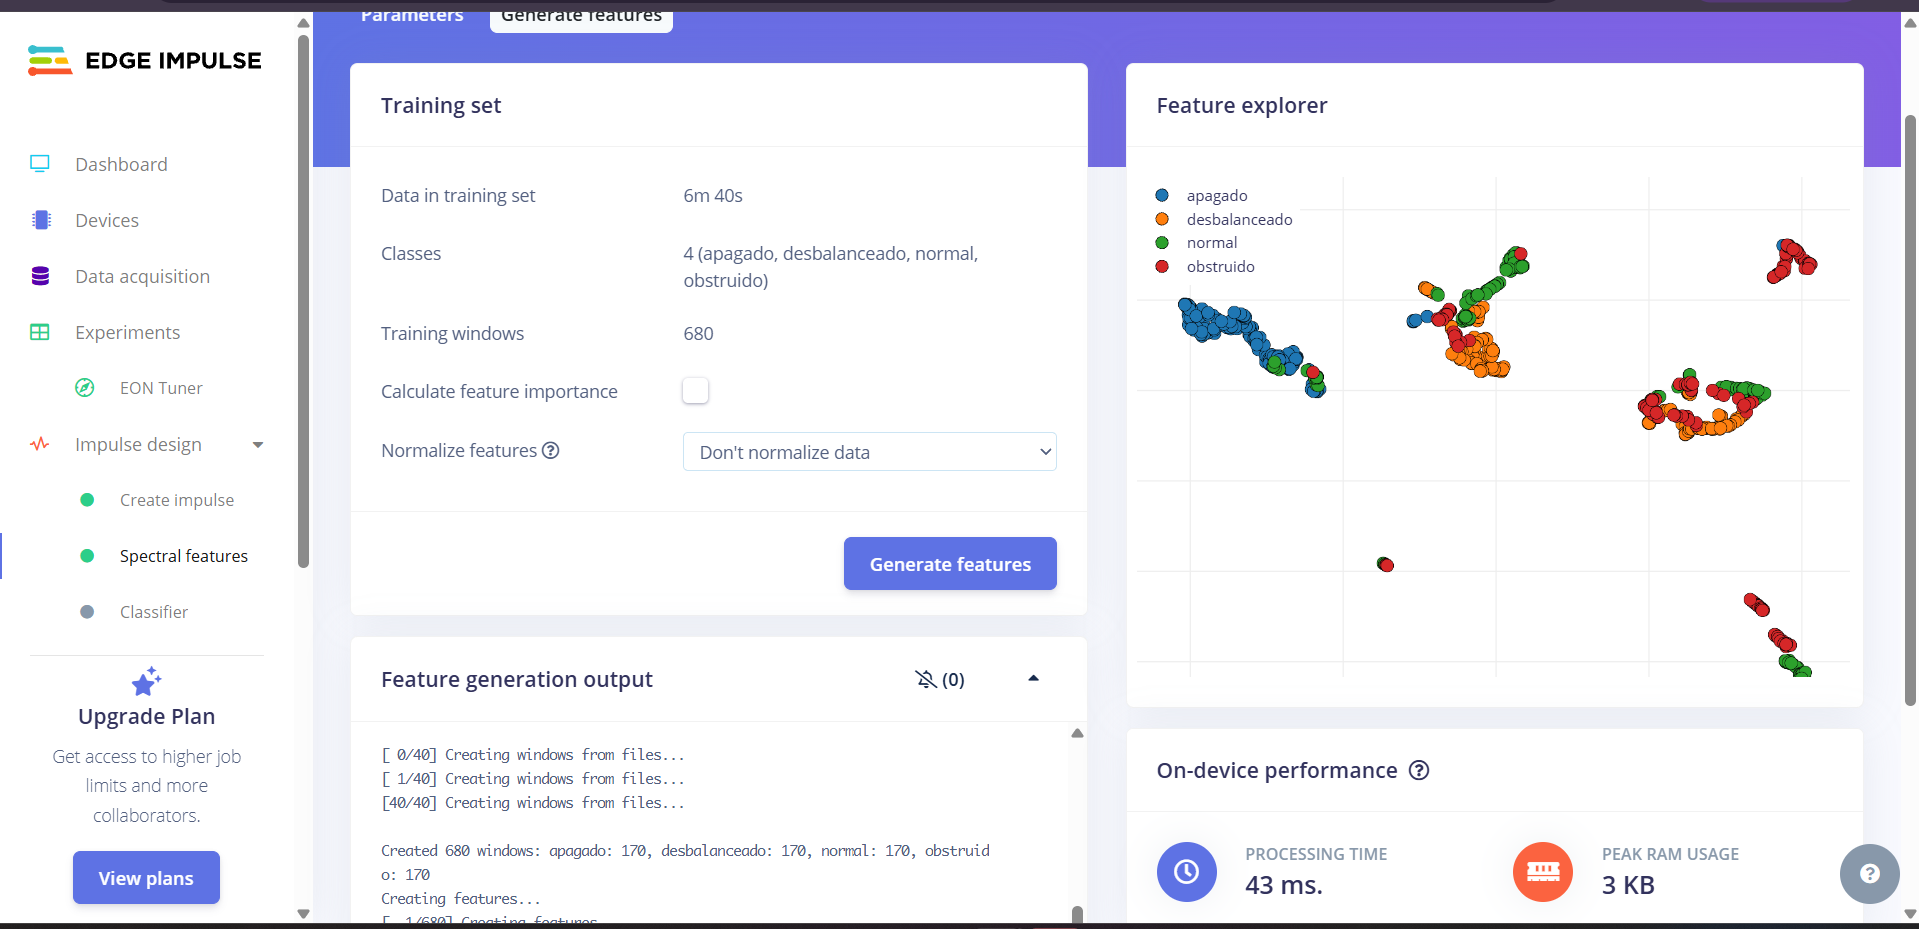 Parameters
Generate features
EDGE IMPULSE
Dashboard
Devices
Data acquisition
Experiments
EON Tuner
Impulse design
Create impulse
Spectral features
Classifier
Upgrade Plan
Get access to higher job
limits and more
collaborators.
View plans
Training set
Data in training set
6m 40s
Classes
4 (apagado, desbalanceado, normal,
obstruido)
Training windows
680
Calculate feature importance
Normalize features
Don't normalize data
Generate features
Feature generation output
(0)
[ 0/40] Creating windows from files...
[ 1/40] Creating windows from files...
[40/40] Creating windows from files...
Created 680 windows: apagado: 170, desbalanceado: 170, normal: 170, obstruid
o: 170
Creating features...
[ 1/680] Creating features
Feature explorer
apagado
desbalanceado
normal
obstruido
On-device performance
PROCESSING TIME
43 ms.
PEAK RAM USAGE
3 KB